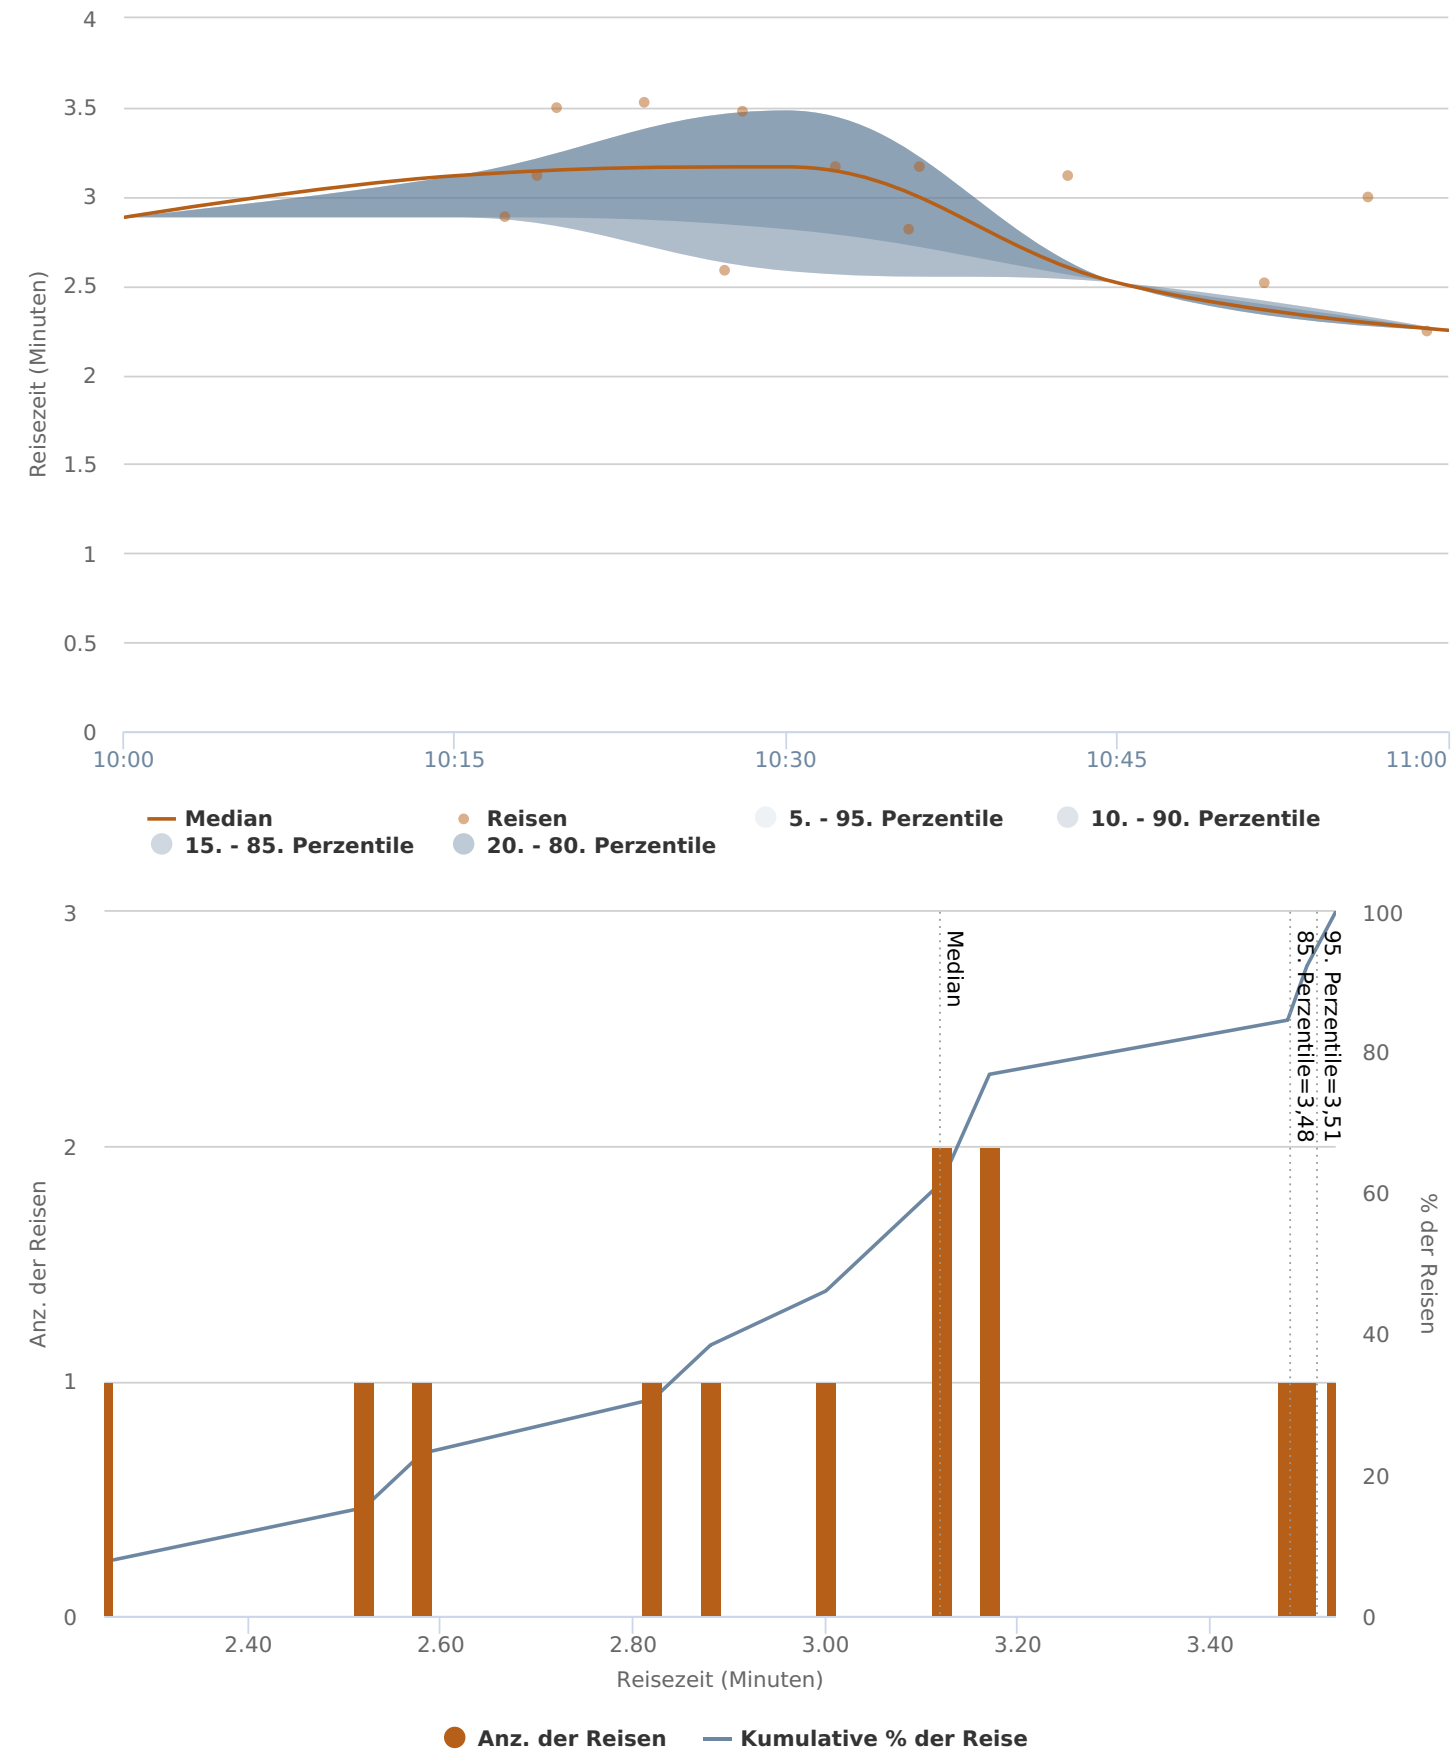 4
3.5
3
2.5
2
1.5
1
0.5
0
Reisezeit (Minuten)
10:00 10:15 10:30 10:45 11:00
Median Reisen 5. - 95. Perzentile 10. - 90. Perzentile
15. - 85. Perzentile 20. - 80. Perzentile
3
2
1
0
Anz. der Reisen
Median
85. Perzentile=3,48
95. Perzentile=3,51
100
80
60
40
20
0
% der Reisen
2.40 2.60 2.80 3.00 3.20 3.40
Reisezeit (Minuten)
Anz. der Reisen Kumulative % der Reise